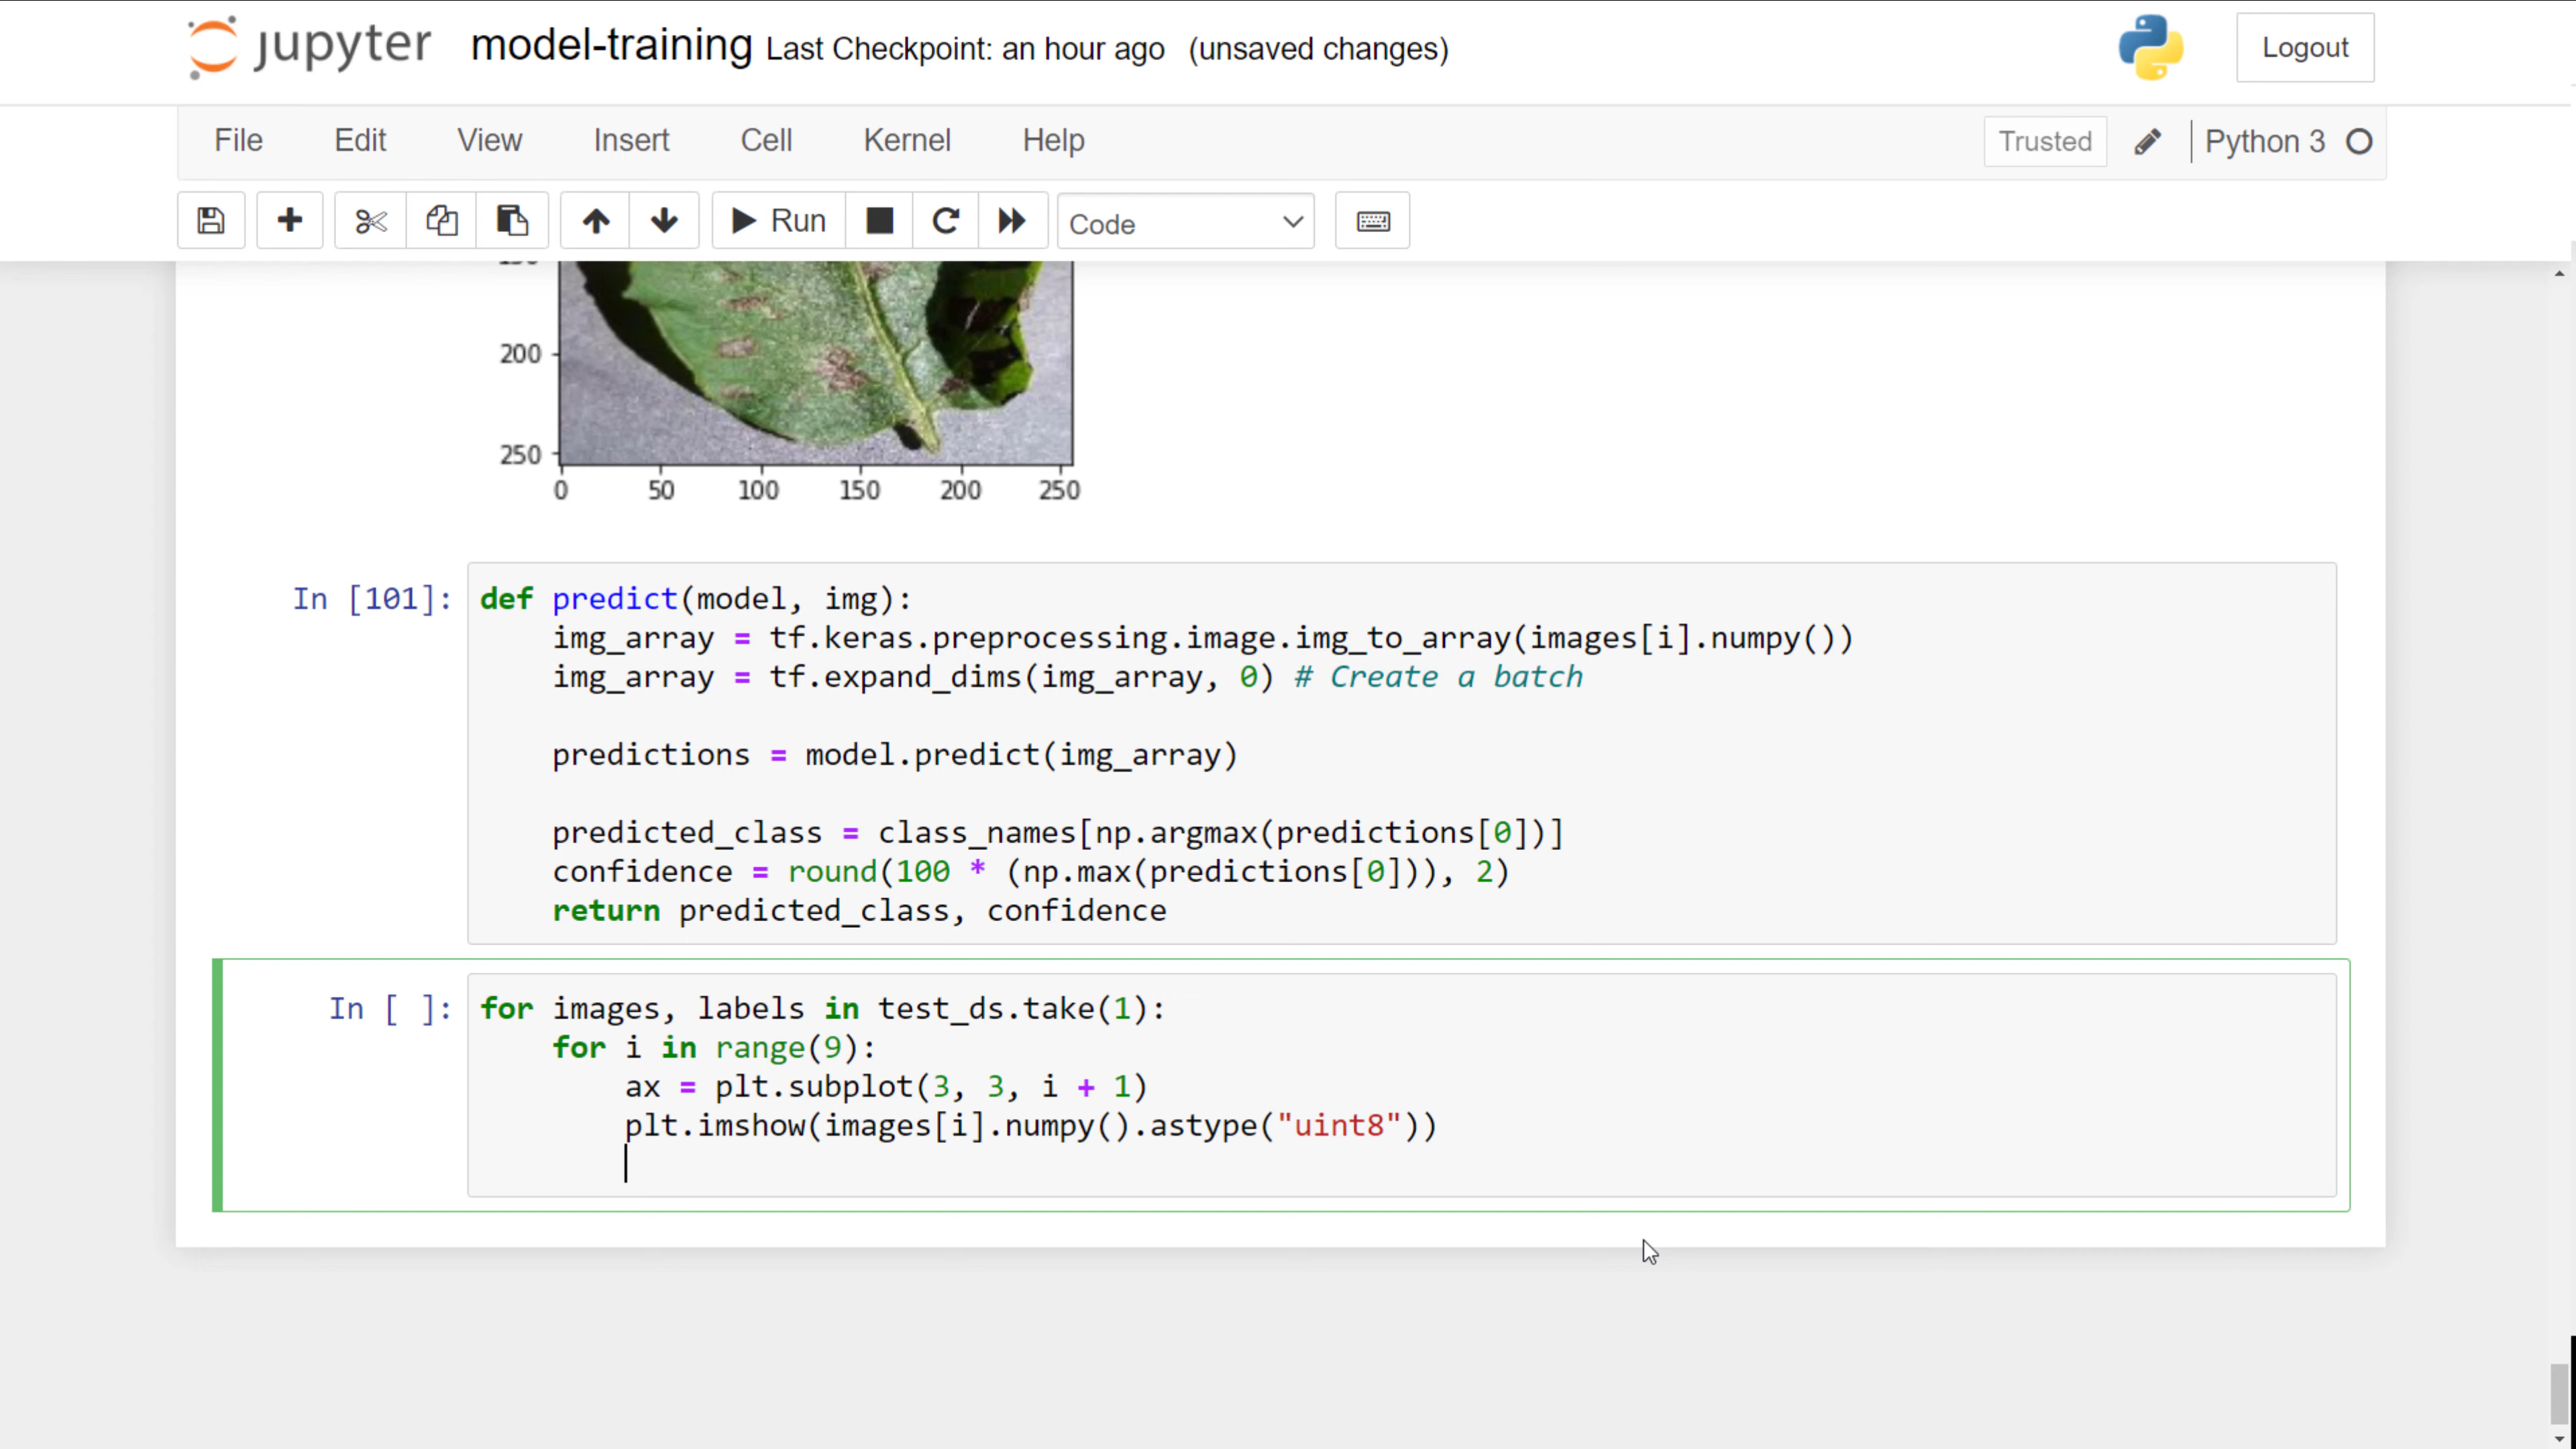 jupyter model-training Last Checkpoint: an hour ago (unsaved changes) Logout
File Edit View Insert Cell Kernel Help Trusted Python 3
Run Code
200
250
0 50 100 150 200 250
In [101]: def predict(model, img):
img_array = tf.keras.preprocessing.image.img_to_array(images[i].numpy())
img_array = tf.expand_dims(img_array, 0) # Create a batch
predictions = model.predict(img_array)
predicted_class = class_names[np.argmax(predictions[0])]
confidence = round(100 * (np.max(predictions[0])), 2)
return predicted_class, confidence
In [ ]: for images, labels in test_ds.take(1):
for i in range(9):
ax = plt.subplot(3, 3, i + 1)
plt.imshow(images[i].numpy().astype("uint8"))